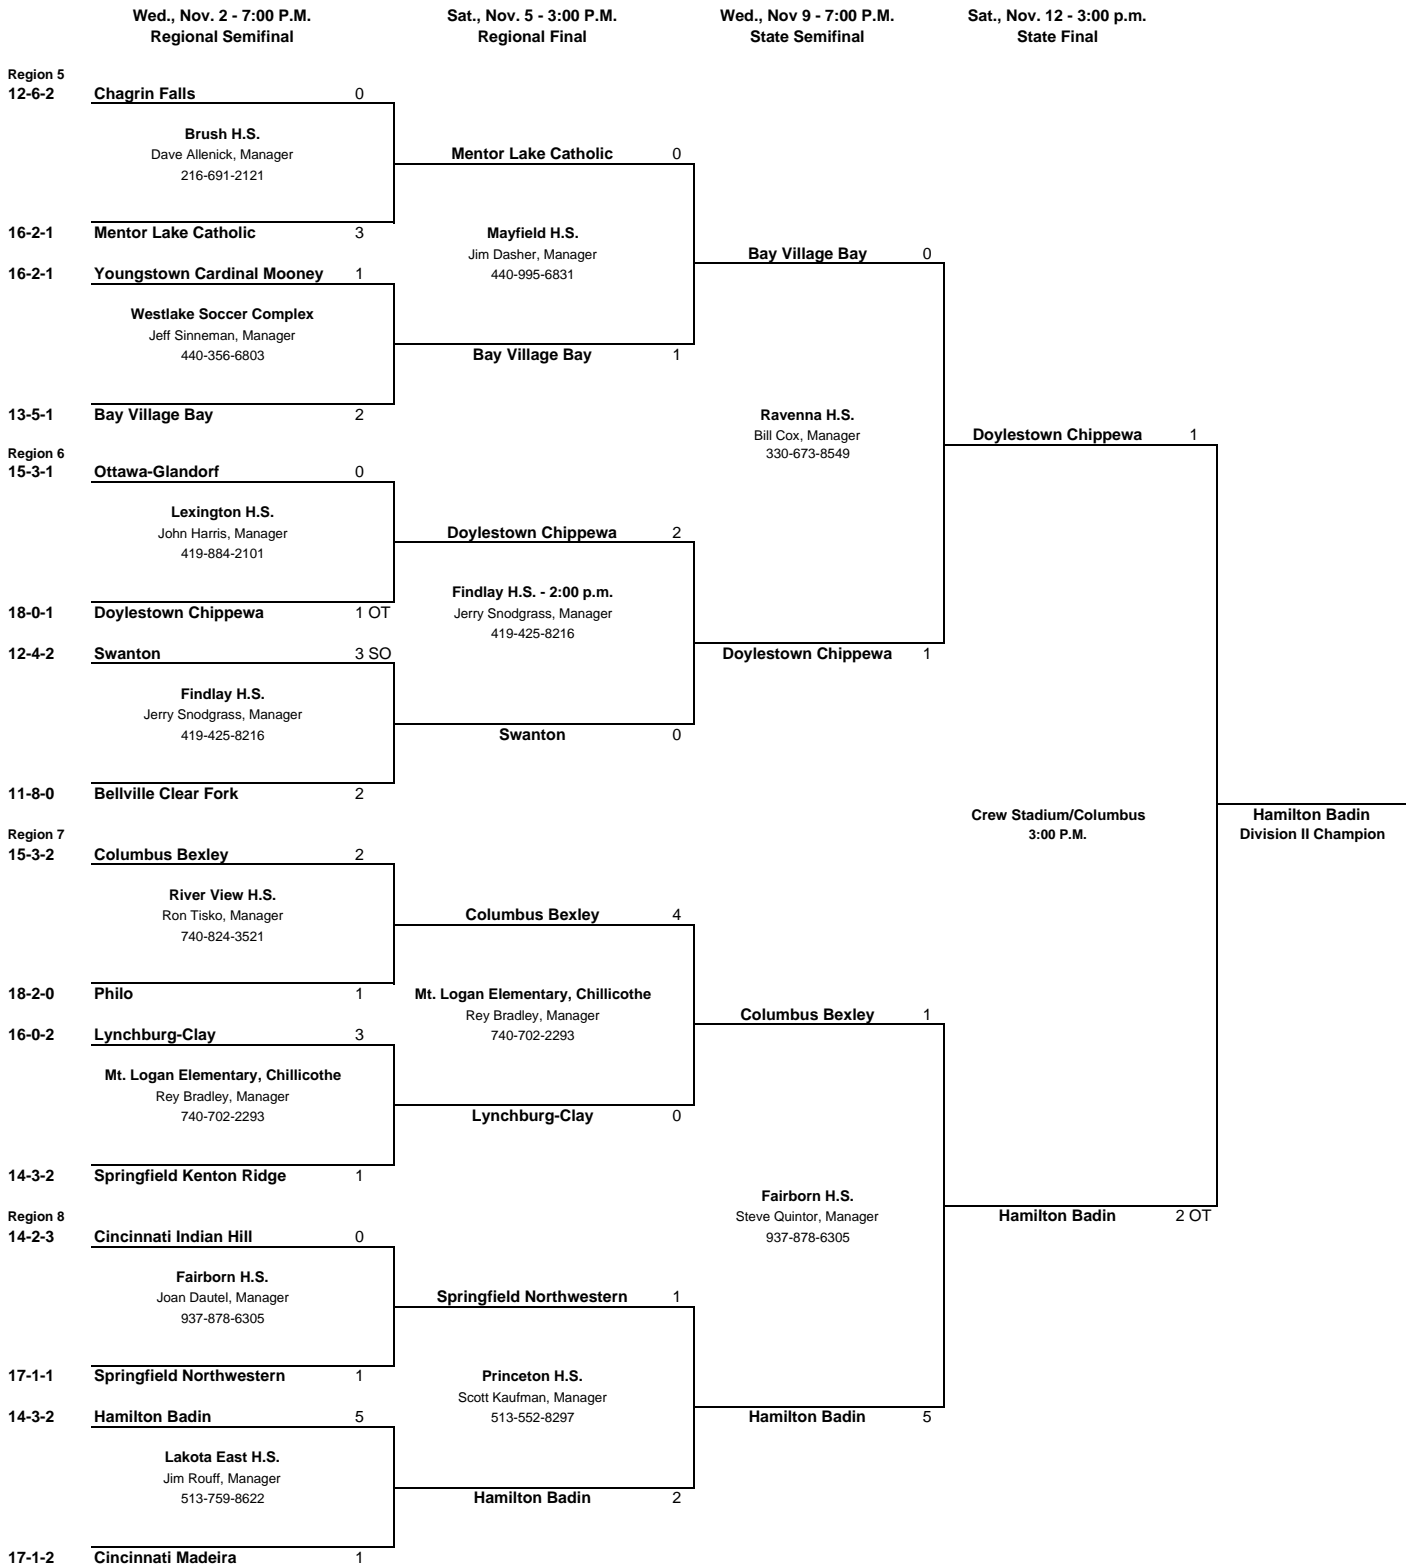 Wed., Nov. 2 - 7:00 P.M.
Regional Semifinal
Sat., Nov. 5 - 3:00 P.M.
Regional Final
Wed., Nov 9 - 7:00 P.M.
State Semifinal
Sat., Nov. 12 - 3:00 p.m.
State Final
Region 5
12-6-2 Chagrin Falls 0
Brush H.S.
Dave Allenick, Manager
216-691-2121
16-2-1 Mentor Lake Catholic 3
16-2-1 Youngstown Cardinal Mooney 1
Westlake Soccer Complex
Jeff Sinneman, Manager
440-356-6803
13-5-1 Bay Village Bay 2
Region 6
15-3-1 Ottawa-Glandorf 0
Lexington H.S.
John Harris, Manager
419-884-2101
18-0-1 Doylestown Chippewa 1 OT
12-4-2 Swanton 3 SO
Findlay H.S.
Jerry Snodgrass, Manager
419-425-8216
11-8-0 Bellville Clear Fork 2
Region 7
15-3-2 Columbus Bexley 2
River View H.S.
Ron Tisko, Manager
740-824-3521
18-2-0 Philo 1
16-0-2 Lynchburg-Clay 3
Mt. Logan Elementary, Chillicothe
Rey Bradley, Manager
740-702-2293
14-3-2 Springfield Kenton Ridge 1
Region 8
14-2-3 Cincinnati Indian Hill 0
Fairborn H.S.
Joan Dautel, Manager
937-878-6305
17-1-1 Springfield Northwestern 1
14-3-2 Hamilton Badin 5
Lakota East H.S.
Jim Rouff, Manager
513-759-8622
17-1-2 Cincinnati Madeira 1
Mentor Lake Catholic 0
Mayfield H.S.
Jim Dasher, Manager
440-995-6831
Bay Village Bay 1
Doylestown Chippewa 2
Findlay H.S. - 2:00 p.m.
Jerry Snodgrass, Manager
419-425-8216
Swanton 0
Columbus Bexley 4
Mt. Logan Elementary, Chillicothe
Rey Bradley, Manager
740-702-2293
Lynchburg-Clay 0
Springfield Northwestern 1
Princeton H.S.
Scott Kaufman, Manager
513-552-8297
Hamilton Badin 2
Bay Village Bay 0
Ravenna H.S.
Bill Cox, Manager
330-673-8549
Doylestown Chippewa 1
Columbus Bexley 1
Fairborn H.S.
Steve Quintor, Manager
937-878-6305
Hamilton Badin 5
Doylestown Chippewa 1
Crew Stadium/Columbus
3:00 P.M.
Hamilton Badin 2 OT
Hamilton Badin
Division II Champion